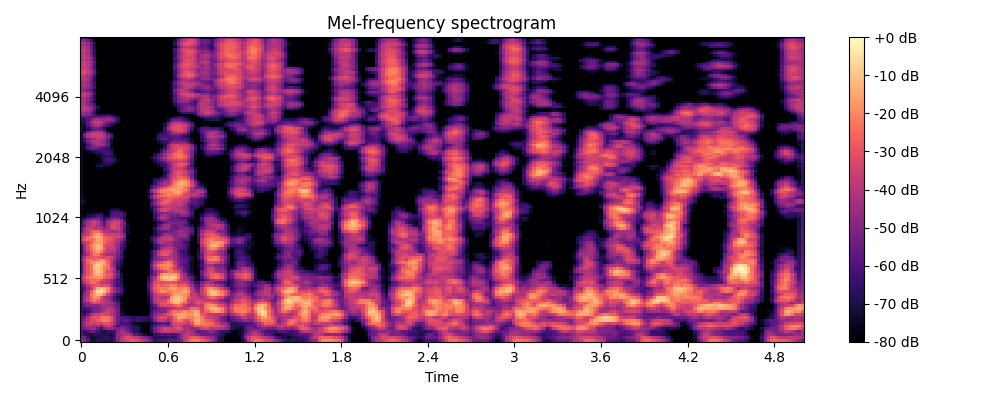 Mel-frequency spectrogram
Hz
4096
2048
1024
512
0
0 0.6 1.2 1.8 2.4 3 3.6 4.2 4.8
Time
+0 dB
-10 dB
-20 dB
-30 dB
-40 dB
-50 dB
-60 dB
-70 dB
-80 dB